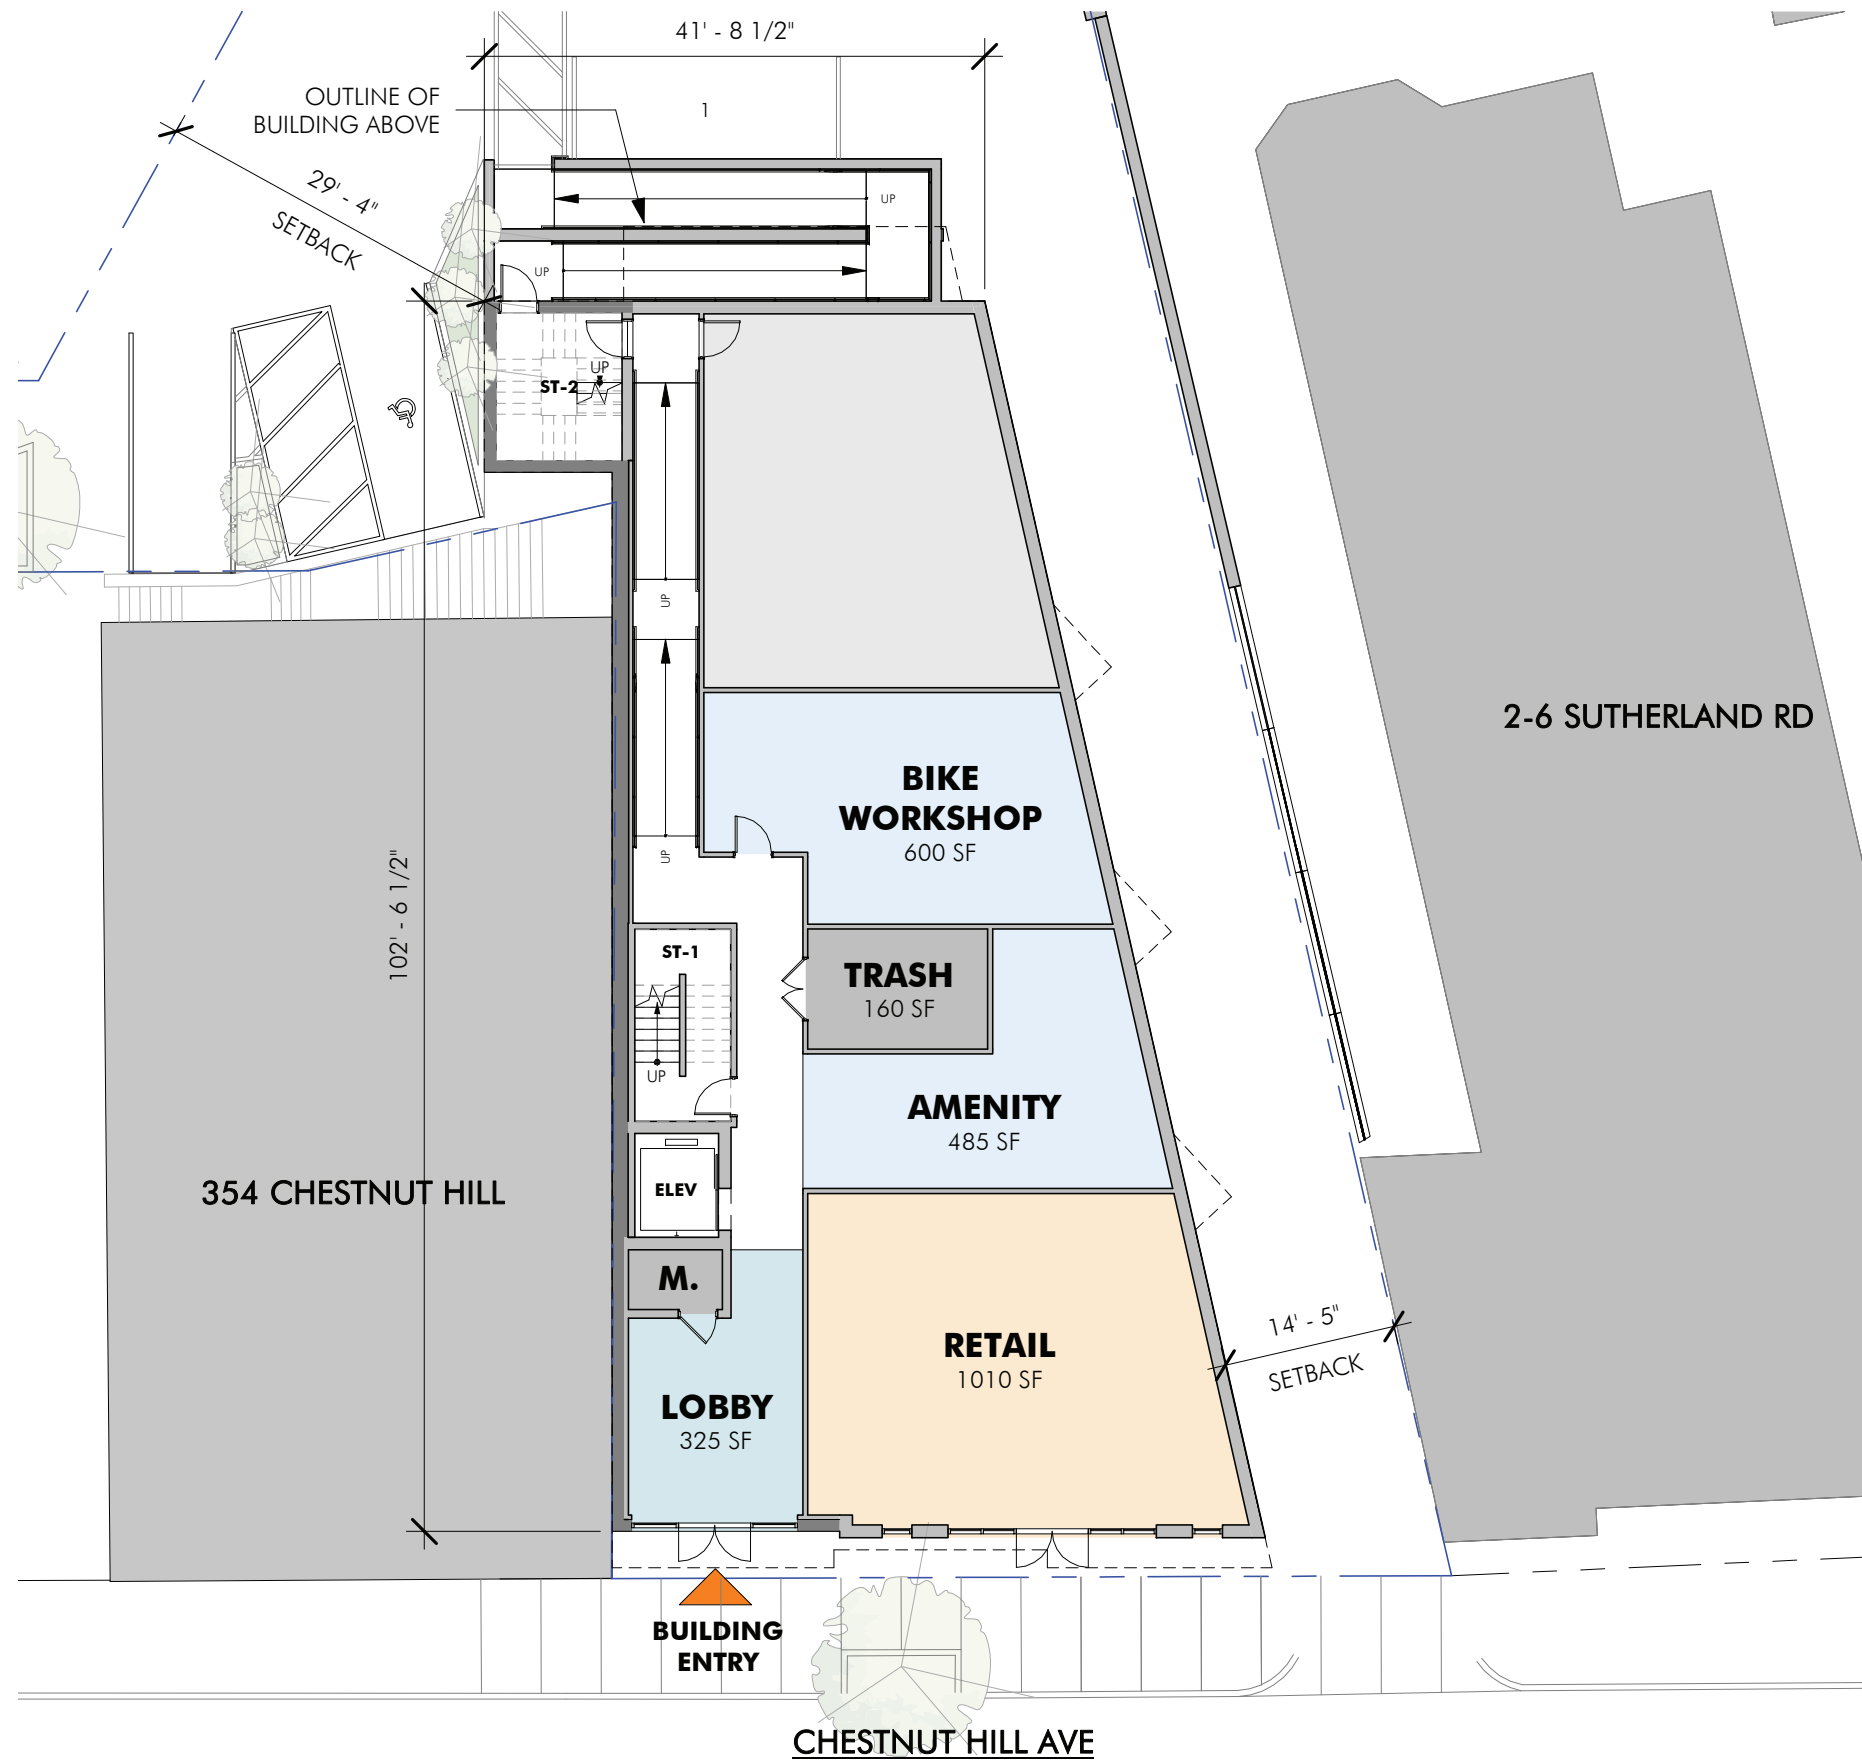 41' - 8 1/2"
OUTLINE OF
BUILDING ABOVE
1
29' - 4"
SETBACK
UP
UP
UP
ST-2
UP
2-6 SUTHERLAND RD
BIKE
WORKSHOP
600 SF
UP
102' - 6 1/2"
ST-1
TRASH
160 SF
UP
AMENITY
485 SF
354 CHESTNUT HILL
ELEV
M.
14' - 5"
SETBACK
RETAIL
1010 SF
LOBBY
325 SF
BUILDING
ENTRY
CHESTNUT HILL AVE